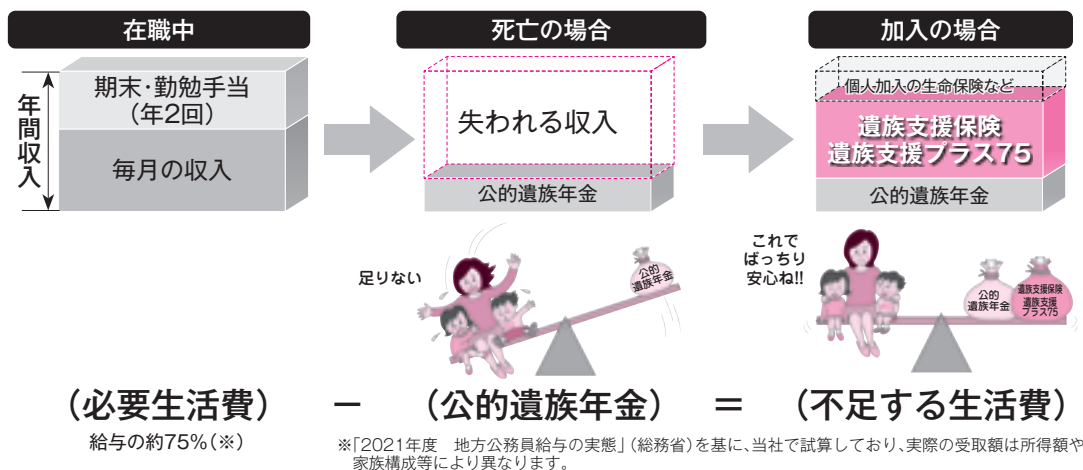 在職中
死亡の場合
加入の場合
年間収入
期末・勤勉手当
(年2回)
毎月の収入
失われる収入
公的遺族年金
個人加入の生命保険など
遺族支援保険
遺族支援プラス75
公的遺族年金
足りない
公的
遺族年金
これで
ばっちり
安心ね!!
公的
遺族年金
遺族支援保険
遺族支援
プラス75
(必要生活費) − (公的遺族年金) = (不足する生活費)
給与の約75%(※)
※「2021年度 地方公務員給与の実態」(総務省)を基に、当社で試算しており、実際の受取額は所得額や
家族構成等により異なります。